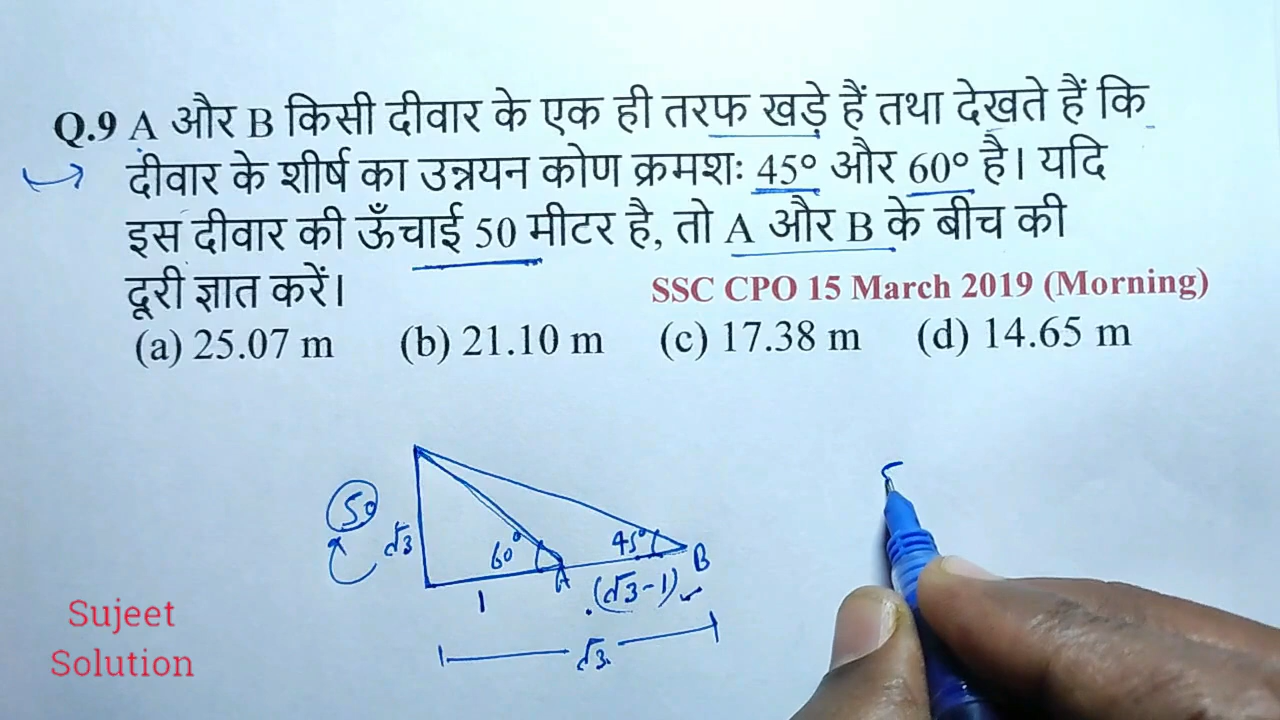 Q.9 A और B किसी दीवार के एक ही तरफ खड़े हैं तथा देखते हैं कि
दीवार के शीर्ष का उन्नयन कोण क्रमशः 45° और 60° है। यदि
इस दीवार की ऊँचाई 50 मीटर है, तो A और B के बीच की
दूरी ज्ञात करें।
SSC CPO 15 March 2019 (Morning)
(a) 25.07 m (b) 21.10 m (c) 17.38 m (d) 14.65 m
50
√3
60°
45°
A
B
1
(√3-1)
√3
Sujeet
Solution